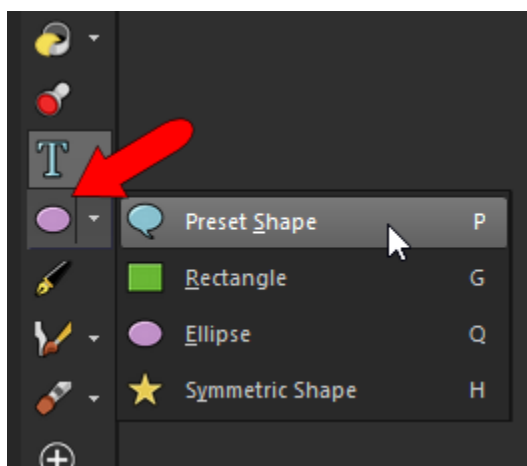 T
Preset Shape P
Rectangle G
Ellipse Q
Symmetric Shape H